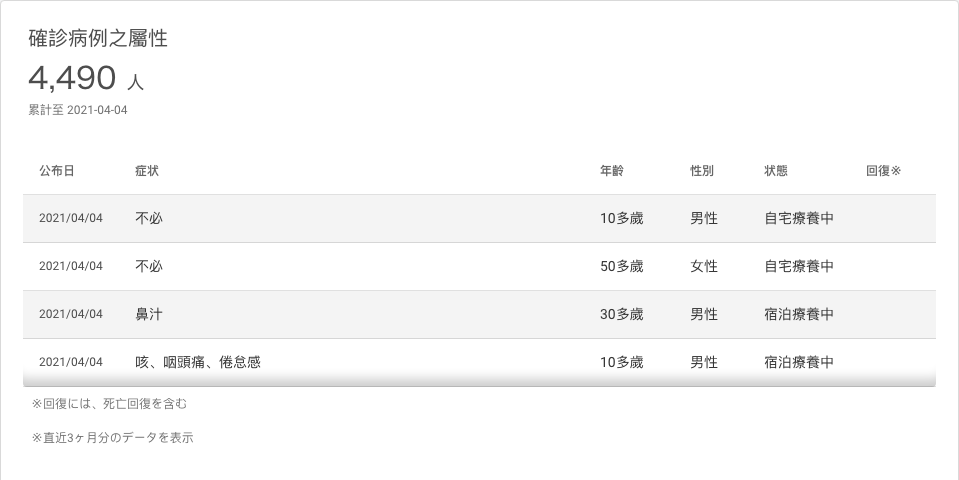 確診病例之屬性
4,490 人
累計至 2021-04-04
公布日 症状 年齡 性別 状態 回復※
2021/04/04 不必 10多歲 男性 自宅療養中
2021/04/04 不必 50多歲 女性 自宅療養中
2021/04/04 鼻汁 30多歲 男性 宿泊療養中
2021/04/04 咳、咽頭痛、倦怠感 10多歲 男性 宿泊療養中
※回復には、死亡回復を含む
※直近3ヶ月分のデータを表示